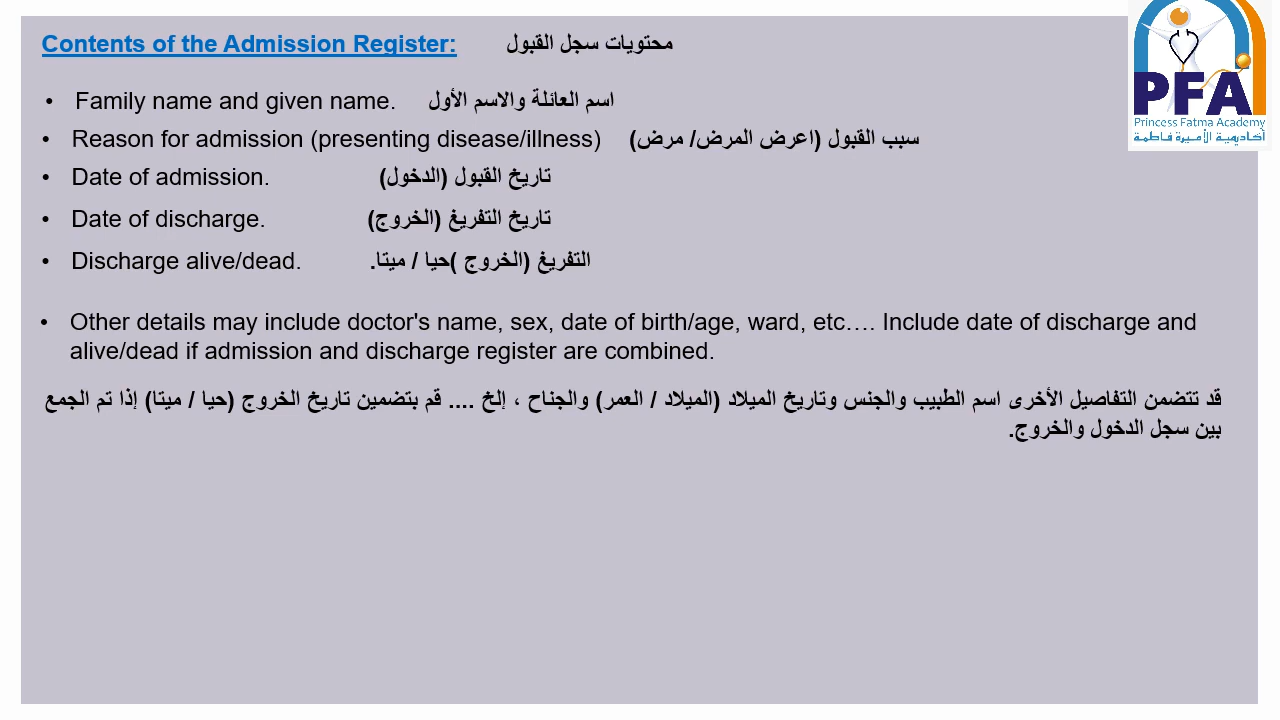 Contents of the Admission Register: محتويات سجل القبول
• Family name and given name. اسم العائلة والاسم الأول
• Reason for admission (presenting disease/illness) سبب القبول (اعرض المرض/ مرض)
• Date of admission. تاريخ القبول (الدخول)
• Date of discharge. تاريخ التفريغ (الخروج)
• Discharge alive/dead. التفريغ (الخروج )حيا / ميتا.
• Other details may include doctor's name, sex, date of birth/age, ward, etc…. Include date of discharge and
alive/dead if admission and discharge register are combined.
قد تتضمن التفاصيل الأخرى اسم الطبيب والجنس وتاريخ الميلاد (الميلاد / العمر) والجناح ، إلخ .... قم بتضمين تاريخ الخروج (حيا / ميتا) إذا تم الجمع
بين سجل الدخول والخروج.
PFA
Princess Fatma Academy
أكاديمية الأميرة فاطمة